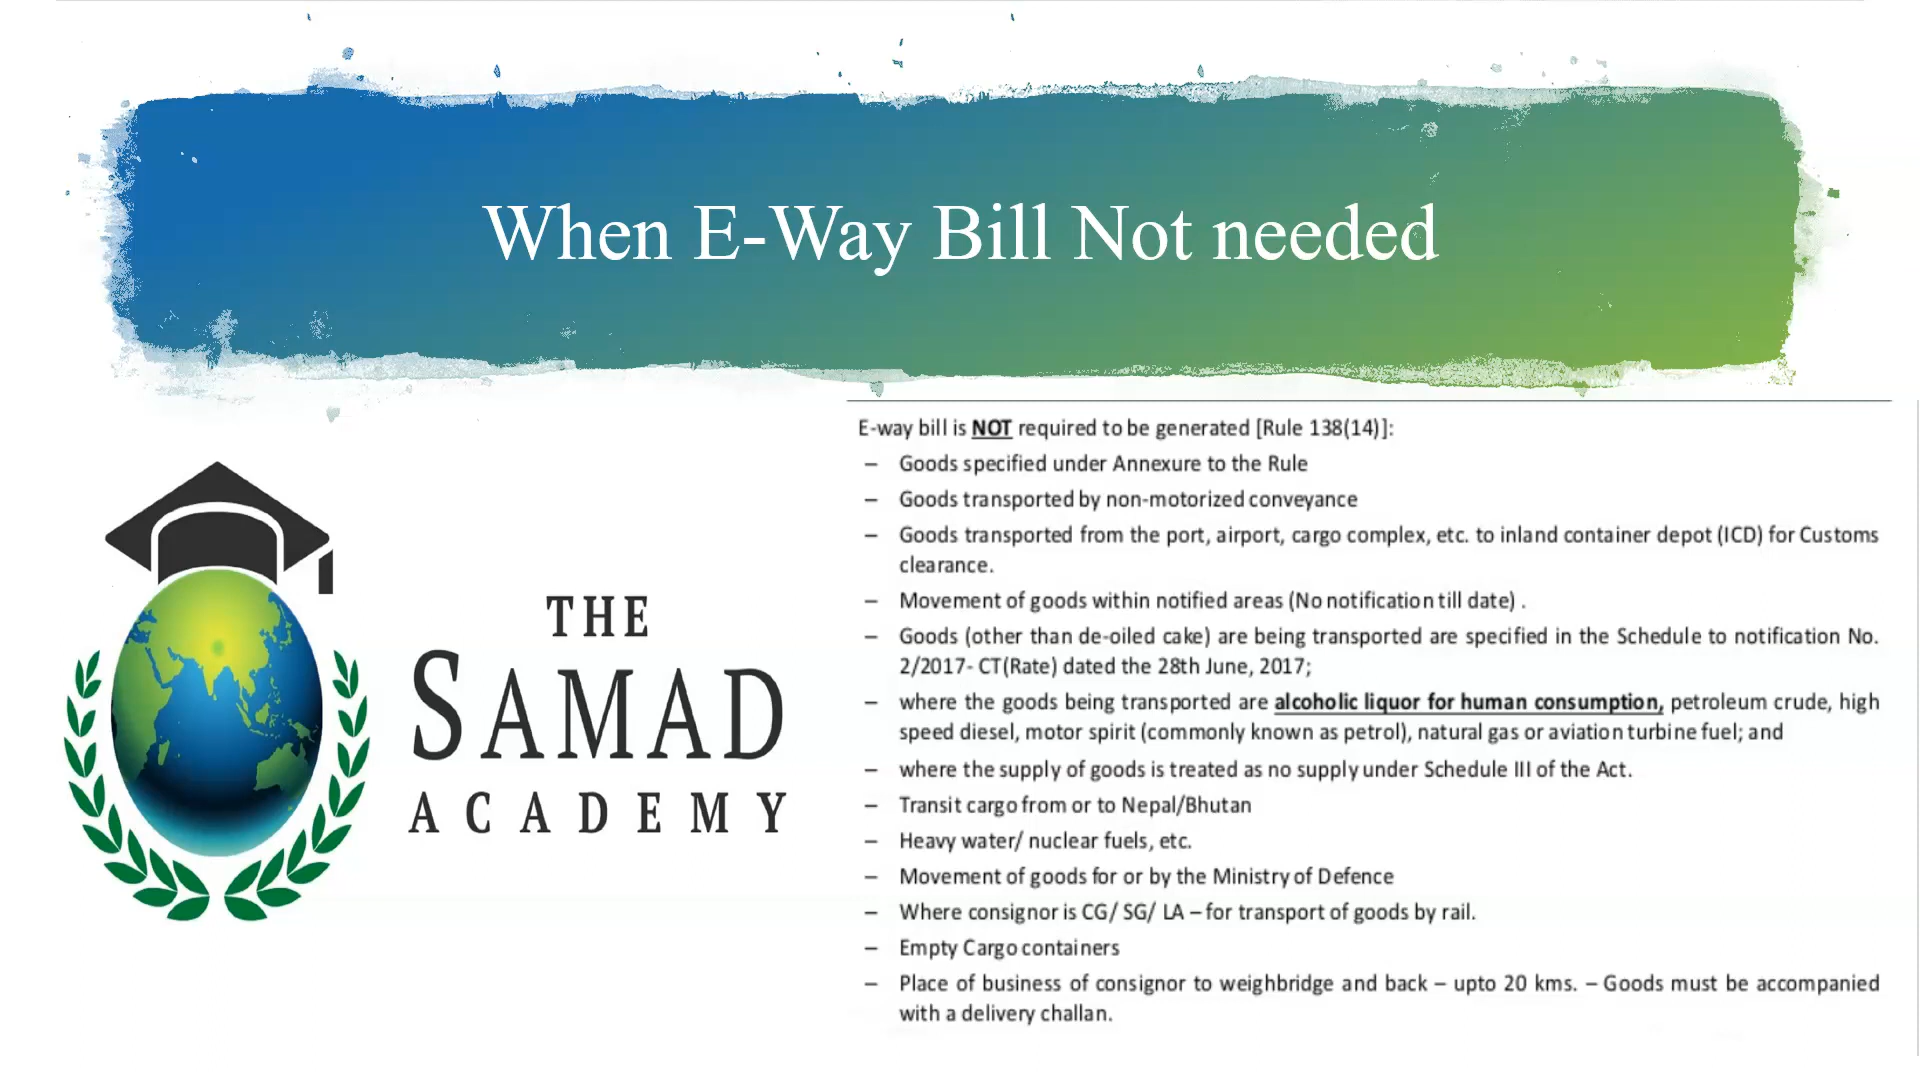 When E-Way Bill Not needed
THE
SAMAD
ACADEMY
E-way bill is NOT required to be generated [Rule 138(14)]:
– Goods specified under Annexure to the Rule
– Goods transported by non-motorized conveyance
– Goods transported from the port, airport, cargo complex, etc. to inland container depot (ICD) for Customs
clearance.
– Movement of goods within notified areas (No notification till date) .
– Goods (other than de-oiled cake) are being transported are specified in the Schedule to notification No.
2/2017- CT(Rate) dated the 28th June, 2017;
– where the goods being transported are alcoholic liquor for human consumption, petroleum crude, high
speed diesel, motor spirit (commonly known as petrol), natural gas or aviation turbine fuel; and
– where the supply of goods is treated as no supply under Schedule III of the Act.
– Transit cargo from or to Nepal/Bhutan
– Heavy water/ nuclear fuels, etc.
– Movement of goods for or by the Ministry of Defence
– Where consignor is CG/ SG/ LA – for transport of goods by rail.
– Empty Cargo containers
– Place of business of consignor to weighbridge and back – upto 20 kms. – Goods must be accompanied
with a delivery challan.